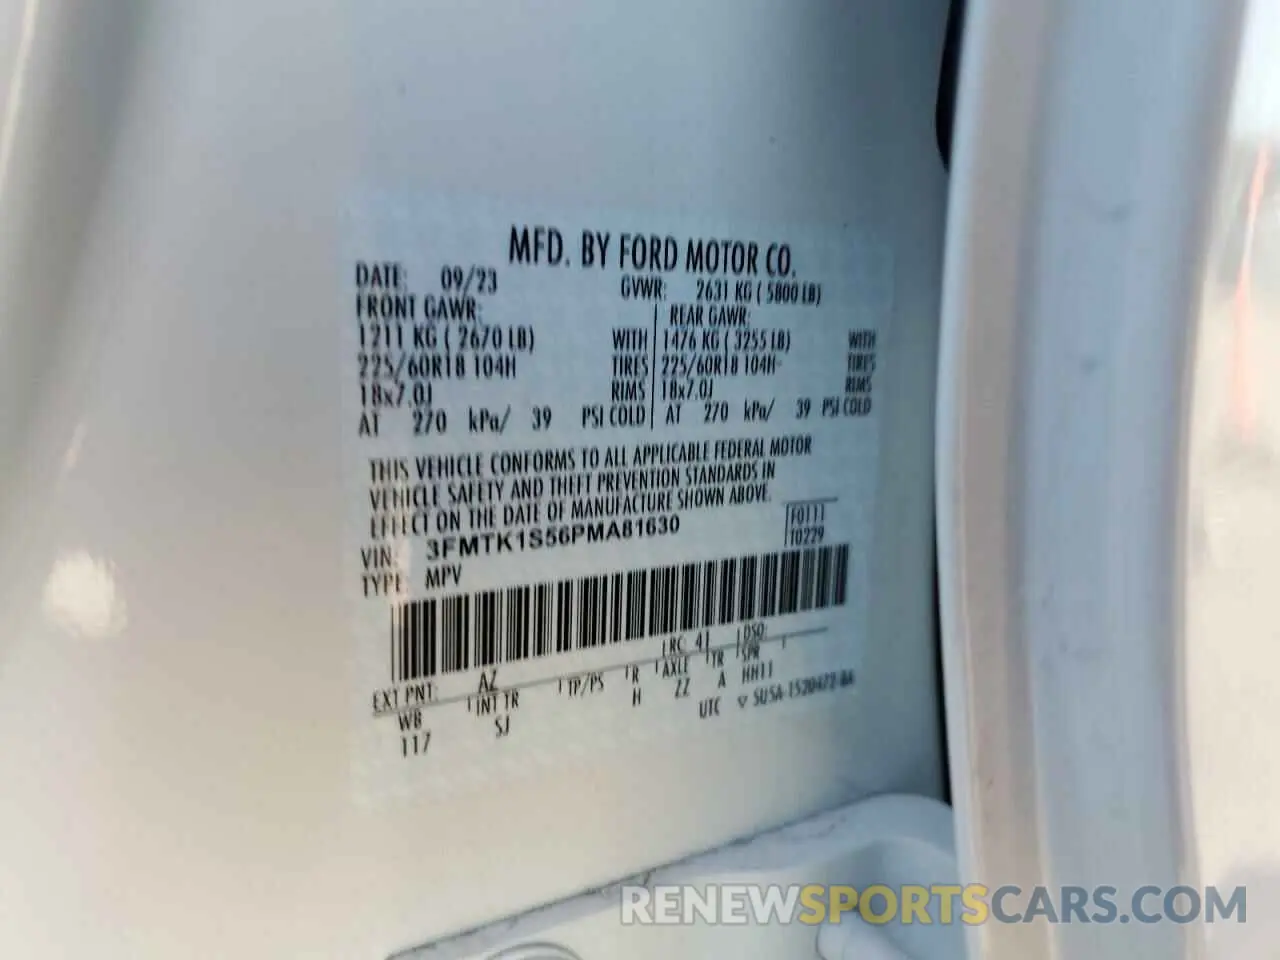 MFD. BY FORD MOTOR CO.
DATE: 09/23 GVWR: 2631 KG ( 5800 LB)
FRONT GAWR: REAR GAWR:
1211 KG ( 2670 LB) WITH 1476 KG ( 3255 LB) WITH
225/60R18 104H TIRES 225/60R18 104H TIRES
18x7.0J RIMS 18x7.0J RIMS
AT 270 kPa/ 39 PSI COLD AT 270 kPa/ 39 PSI COLD
THIS VEHICLE CONFORMS TO ALL APPLICABLE FEDERAL MOTOR
VEHICLE SAFETY AND THEFT PREVENTION STANDARDS IN
EFFECT ON THE DATE OF MANUFACTURE SHOWN ABOVE.
VIN: 3FMTK1S56PMA81630 F0111
TYPE: MPV T0229
EXT PNT: AZ RC: 41 DSO:
WB INT TR TP/PS R AXLE TR SPR
117 SJ H ZZ A HH11
UTC ▽ SU5A-1520472-BA
RENEWSPORTSCARS.COM